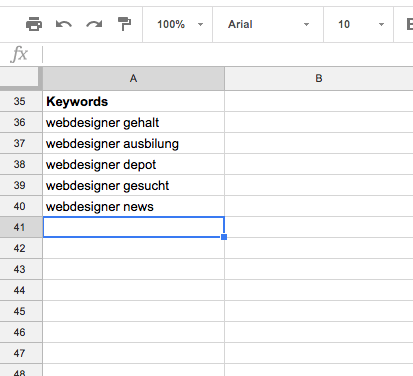 100% Arial 10 B
fx
A B
35 Keywords
36 webdesigner gehalt
37 webdesigner ausbilung
38 webdesigner depot
39 webdesigner gesucht
40 webdesigner news
41
42
43
44
45
46
47
48